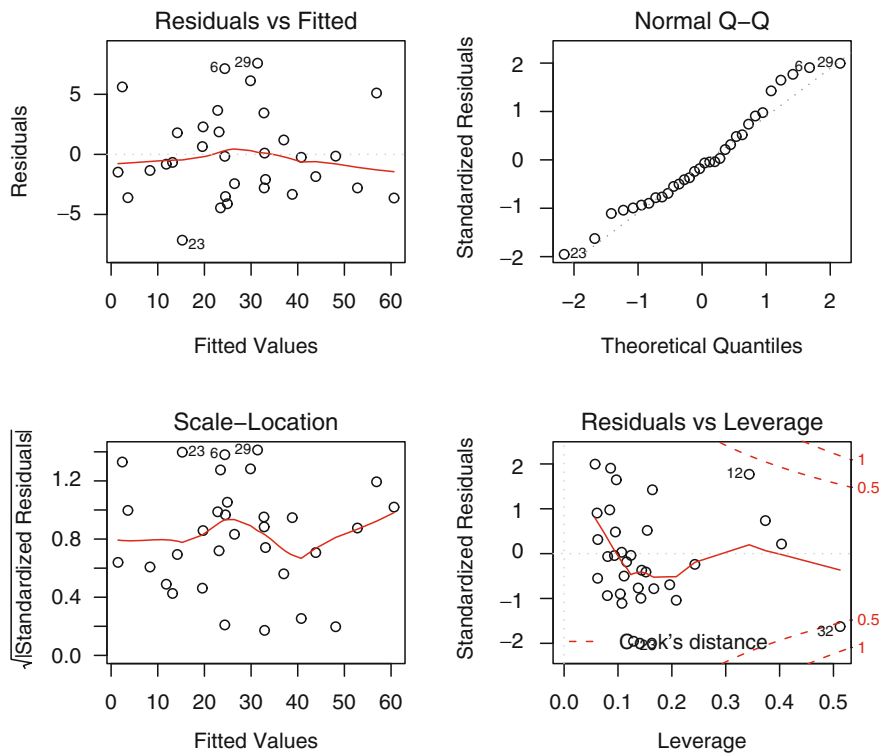 Residuals vs Fitted
Residuals
5
0
−5
6
29
23
0 10 20 30 40 50 60
Fitted Values
Normal Q−Q
Standardized Residuals
2
1
0
−1
−2
6
29
23
−2 −1 0 1 2
Theoretical Quantiles
Scale−Location
√|Standardized Residuals|
1.2
0.8
0.4
0.0
23
6
29
0 10 20 30 40 50 60
Fitted Values
Residuals vs Leverage
Standardized Residuals
2
1
0
−1
−2
12
1
0.5
0.5
32
1
Cook's distance
23
0.0 0.1 0.2 0.3 0.4 0.5
Leverage